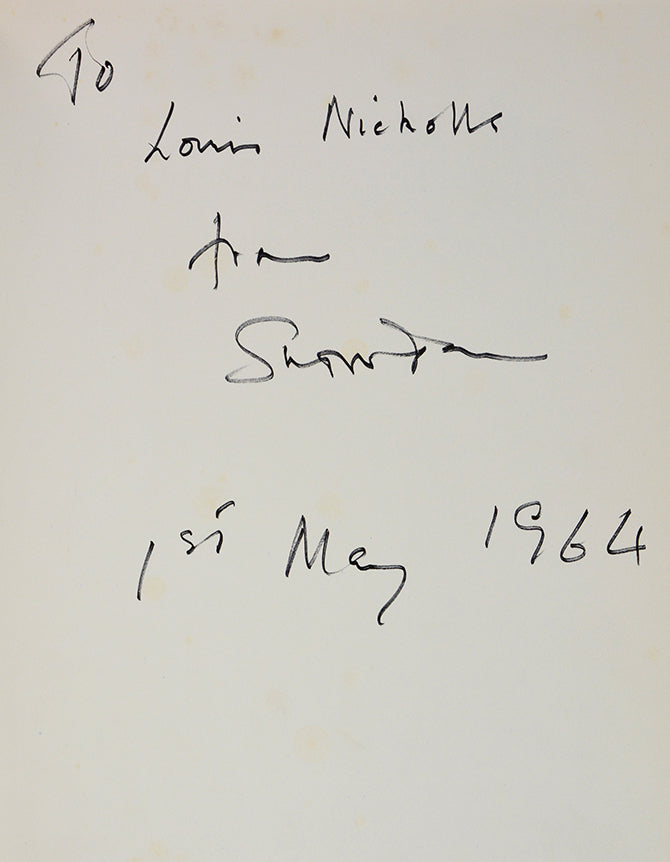 To
Louis Nicholls
from
Snowdon
1st May 1964